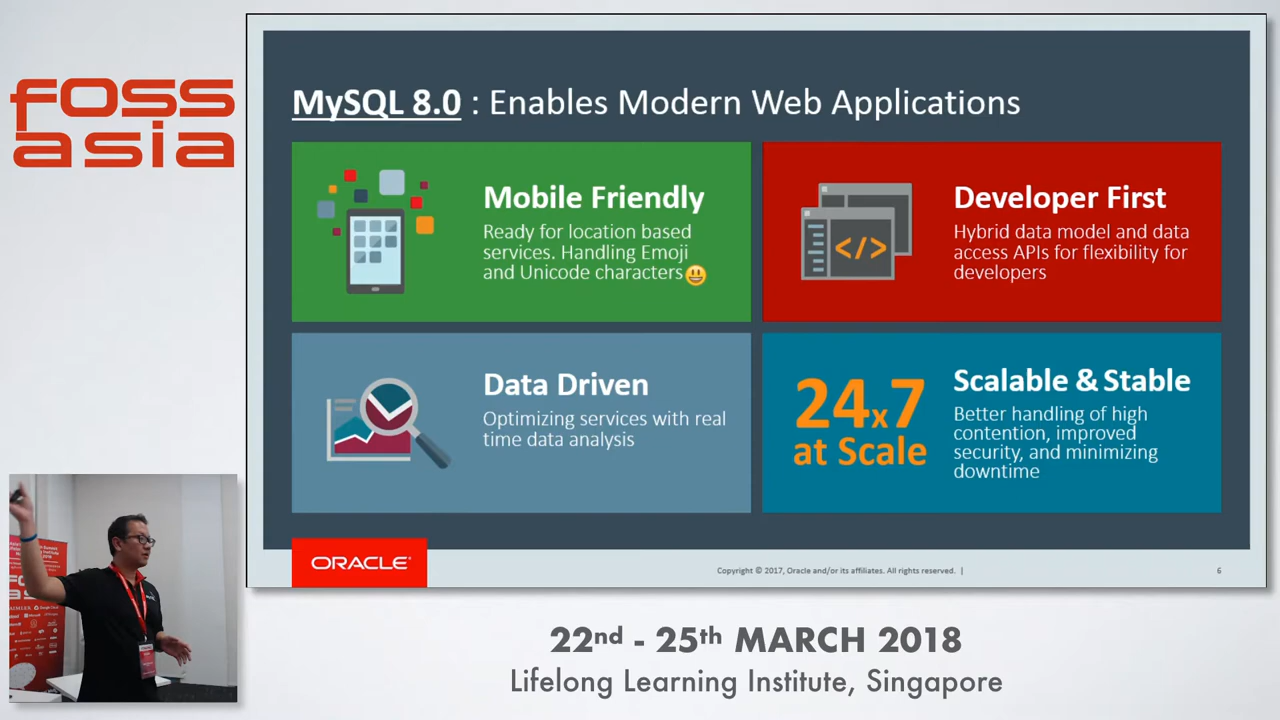 foss
asia
MySQL 8.0 : Enables Modern Web Applications
Mobile Friendly
Ready for location based
services. Handling Emoji
and Unicode characters😃
Developer First
Hybrid data model and data
access APIs for flexibility for
developers
Data Driven
Optimizing services with real
time data analysis
24x7
at Scale
Scalable & Stable
Better handling of high
contention, improved
security, and minimizing
downtime
ORACLE®
Copyright © 2017, Oracle and/or its affiliates. All rights reserved. |
6
22nd - 25th MARCH 2018
Lifelong Learning Institute, Singapore